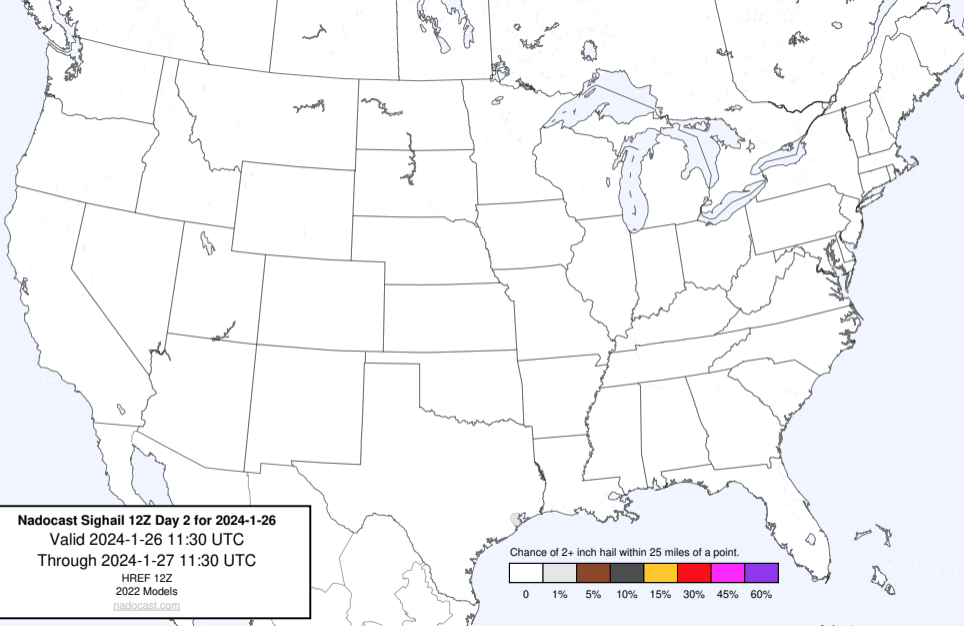 Nadocast Sighail 12Z Day 2 for 2024-1-26
Valid 2024-1-26 11:30 UTC
Through 2024-1-27 11:30 UTC
HREF 12Z
2022 Models
nadocast.com
Chance of 2+ inch hail within 25 miles of a point.
0 1% 5% 10% 15% 30% 45% 60%